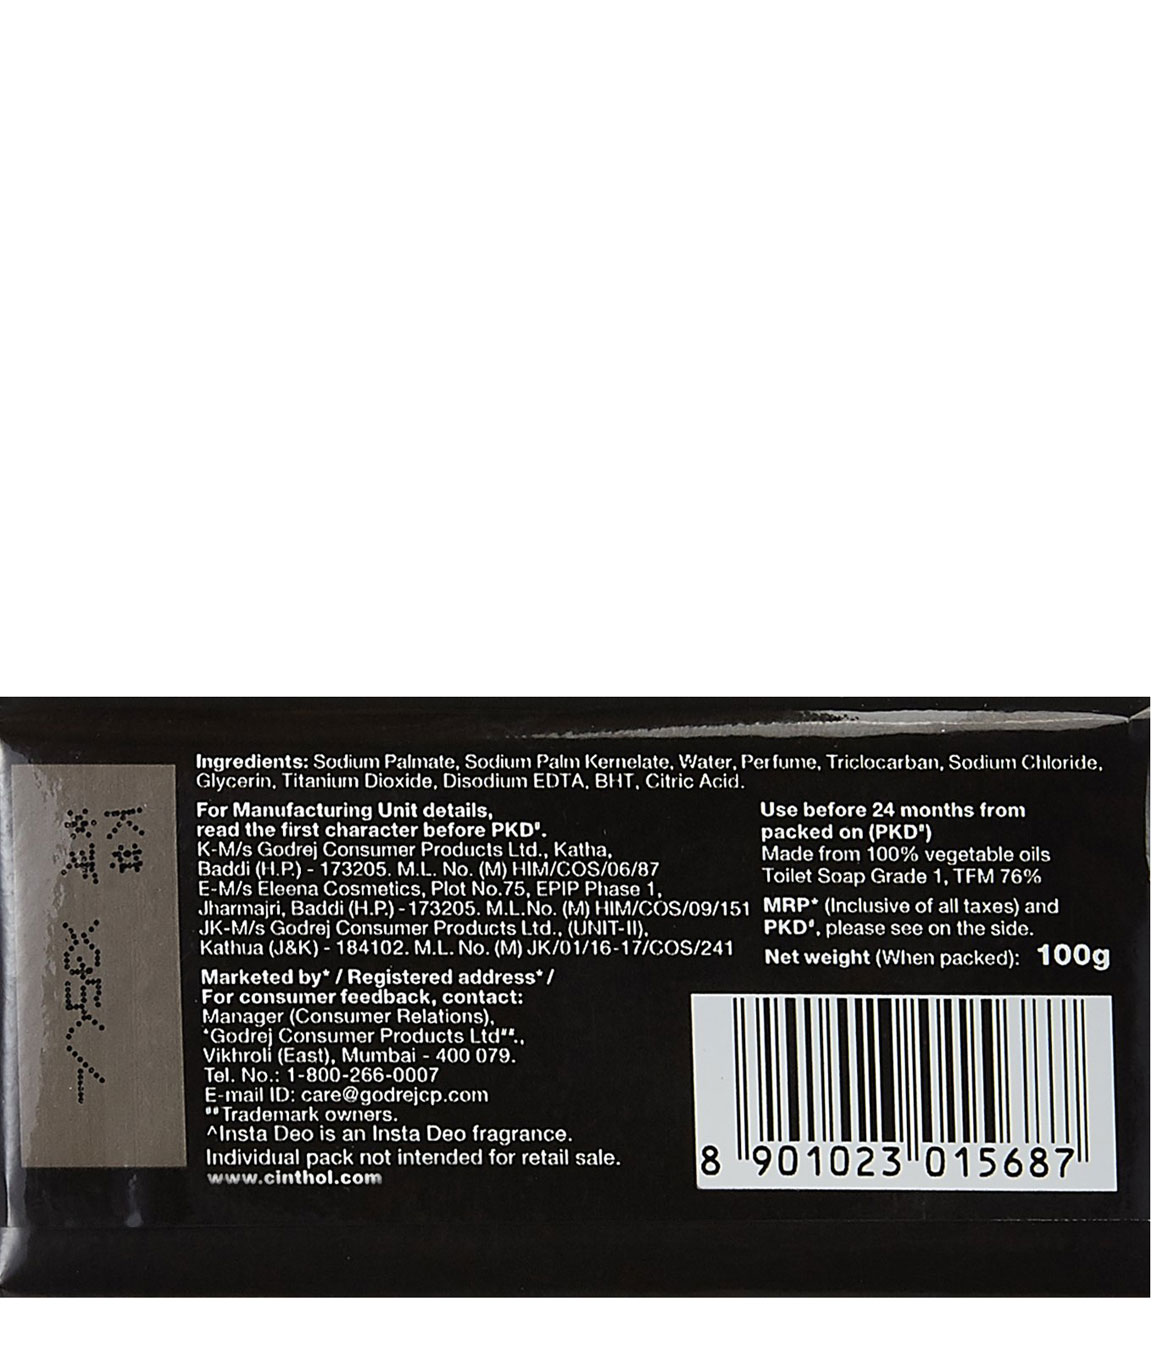 Ingredients: Sodium Palmate, Sodium Palm Kernelate, Water, Perfume, Triclocarban, Sodium Chloride,
Glycerin, Titanium Dioxide, Disodium EDTA, BHT, Citric Acid.
For Manufacturing Unit details,
read the first character before PKD#.
K-M/s Godrej Consumer Products Ltd., Katha,
Baddi (H.P.) - 173205. M.L. No. (M) HIM/COS/06/87
E-M/s Eleena Cosmetics, Plot No.75, EPIP Phase 1,
Jharmajri, Baddi (H.P.) - 173205. M.L.No. (M) HIM/COS/09/151
JK-M/s Godrej Consumer Products Ltd., (UNIT-II),
Kathua (J&K) - 184102. M.L. No. (M) JK/01/16-17/COS/241
Marketed by* / Registered address* /
For consumer feedback, contact:
Manager (Consumer Relations),
*Godrej Consumer Products Ltd##.,
Vikhroli (East), Mumbai - 400 079.
Tel. No.: 1-800-266-0007
E-mail ID: care@godrejcp.com
##Trademark owners.
^Insta Deo is an Insta Deo fragrance.
Individual pack not intended for retail sale.
www.cinthol.com
Use before 24 months from
packed on (PKD#)
Made from 100% vegetable oils
Toilet Soap Grade 1, TFM 76%
MRP* (Inclusive of all taxes) and
PKD#, please see on the side.
Net weight (When packed): 100g
8 901023 015687